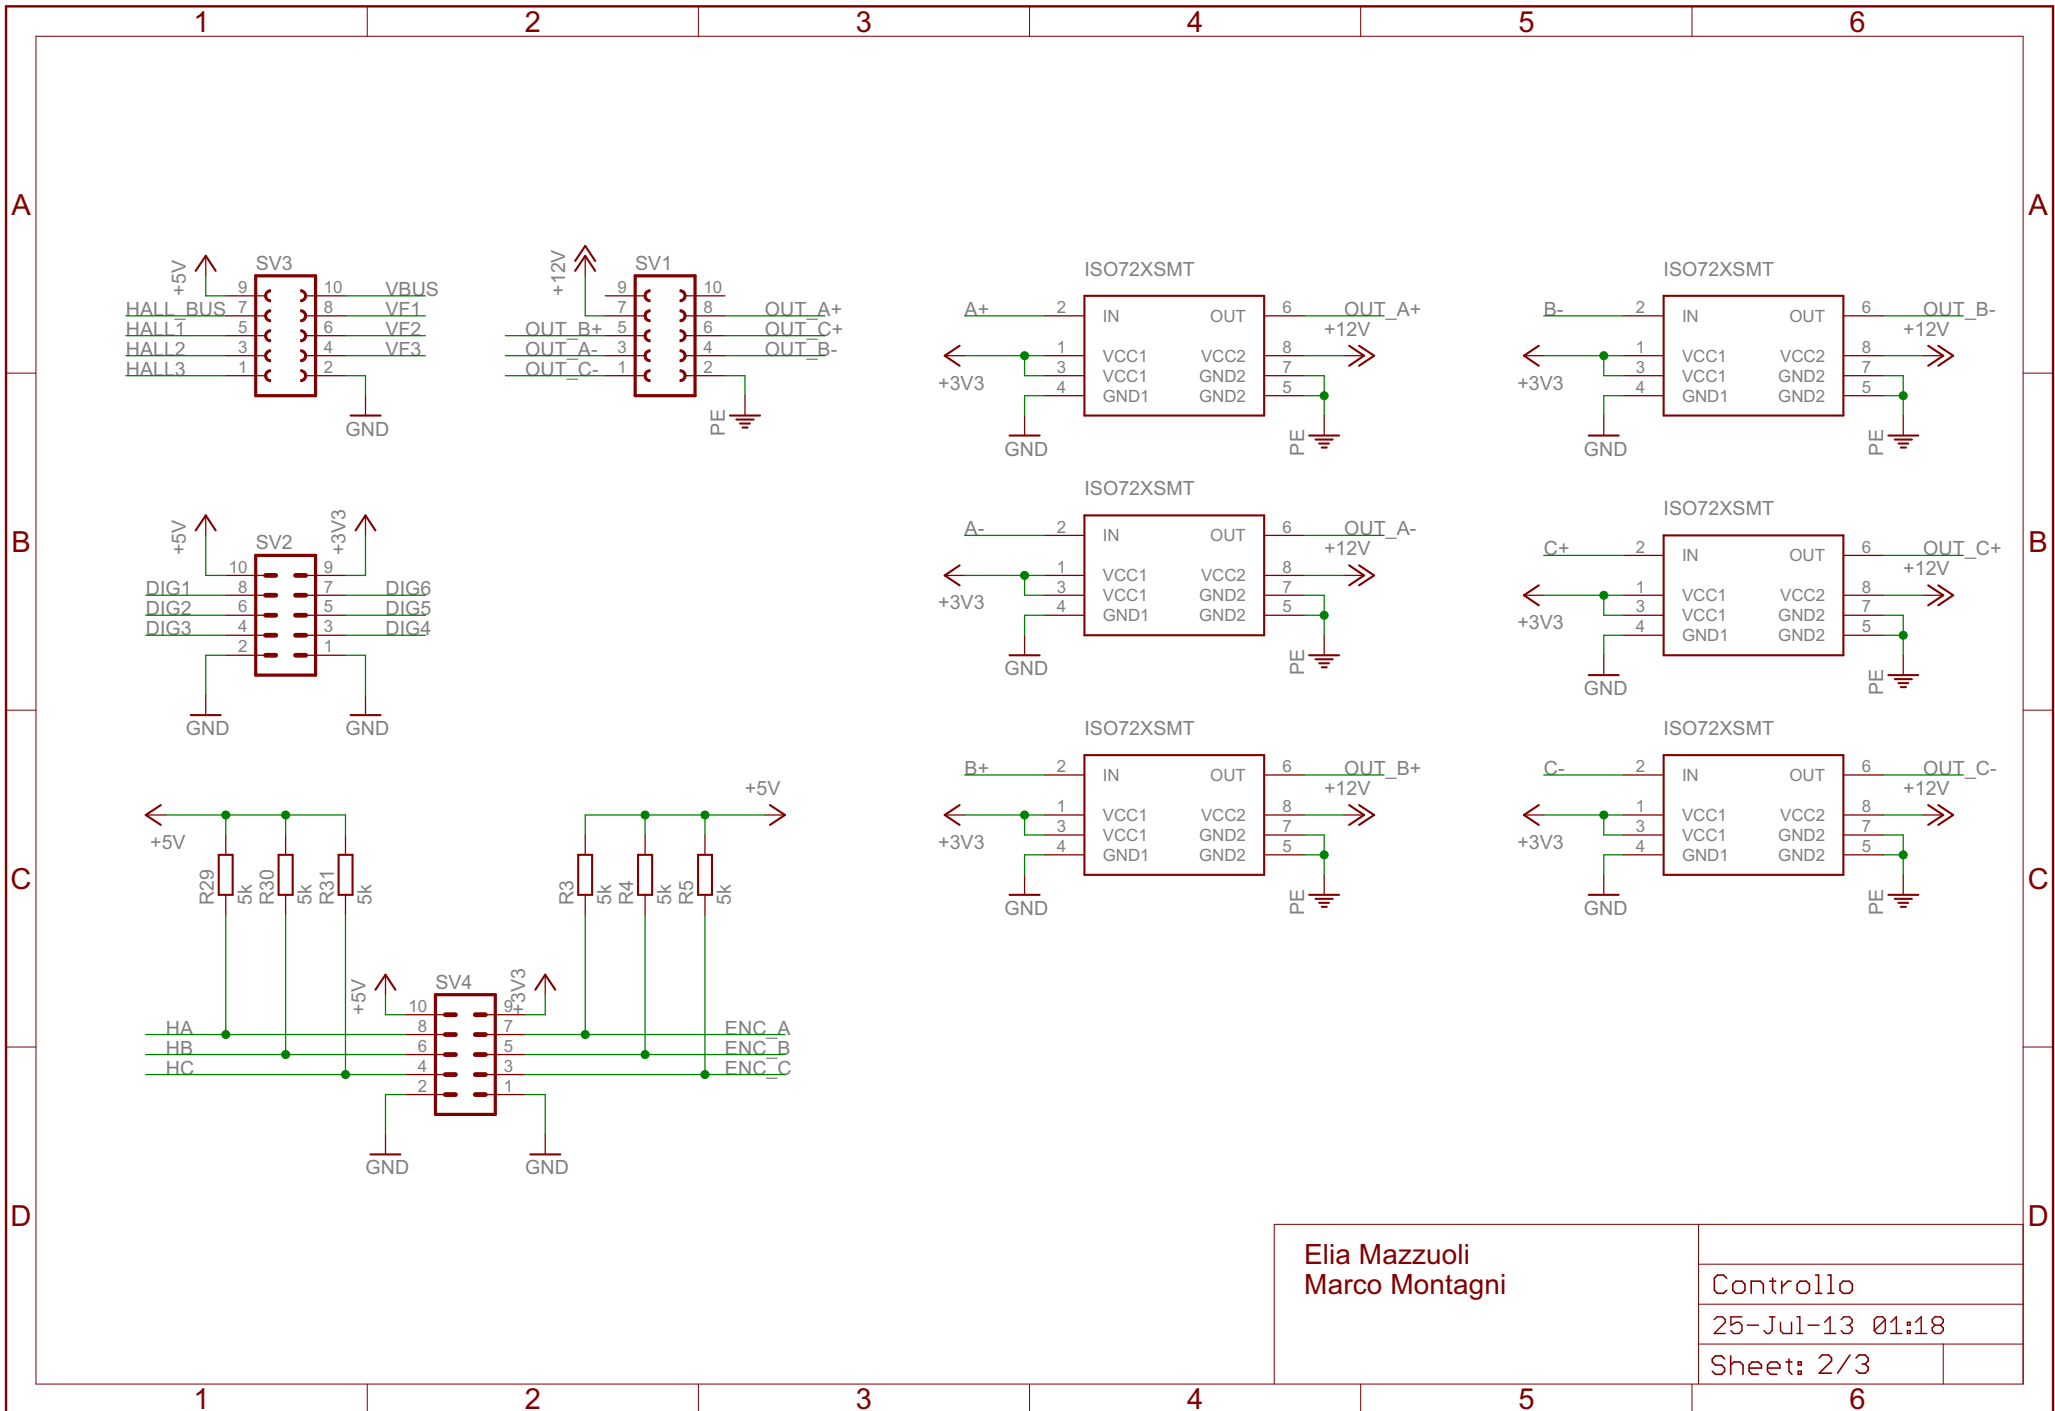 1 2 3 4 5 6
A A
B B
C C
D D
1 2 3 4 5 6
SV3
+5V
9 10 VBUS
HALL_BUS 7 8 VF1
HALL1 5 6 VF2
HALL2 3 4 VF3
HALL3 1 2
GND
SV1
+12V
9 10
7 8 OUT_A+
OUT_B+ 5 6 OUT_C+
OUT_A- 3 4 OUT_B-
OUT_C- 1 2
PE
SV2
+5V +3V3
10 9
DIG1 8 7 DIG6
DIG2 6 5 DIG5
DIG3 4 3 DIG4
2 1
GND GND
+5V +5V
R29 5k R30 5k R31 5k
R3 5k R4 5k R5 5k
SV4
+5V +3V3
10 9
HA 8 7 ENC_A
HB 6 5 ENC_B
HC 4 3 ENC_C
2 1
GND GND
ISO72XSMT
A+ 2 IN OUT 6 OUT_A+
+12V
1 VCC1 VCC2 8
3 VCC1 GND2 7
+3V3
4 GND1 GND2 5
GND PE
ISO72XSMT
A- 2 IN OUT 6 OUT_A-
+12V
1 VCC1 VCC2 8
3 VCC1 GND2 7
+3V3
4 GND1 GND2 5
GND PE
ISO72XSMT
B+ 2 IN OUT 6 OUT_B+
+12V
1 VCC1 VCC2 8
3 VCC1 GND2 7
+3V3
4 GND1 GND2 5
GND PE
ISO72XSMT
B- 2 IN OUT 6 OUT_B-
+12V
1 VCC1 VCC2 8
3 VCC1 GND2 7
+3V3
4 GND1 GND2 5
GND PE
ISO72XSMT
C+ 2 IN OUT 6 OUT_C+
+12V
1 VCC1 VCC2 8
3 VCC1 GND2 7
+3V3
4 GND1 GND2 5
GND PE
ISO72XSMT
C- 2 IN OUT 6 OUT_C-
+12V
1 VCC1 VCC2 8
3 VCC1 GND2 7
+3V3
4 GND1 GND2 5
GND PE
Elia Mazzuoli
Marco Montagni
Controllo
25-Jul-13 01:18
Sheet: 2/3